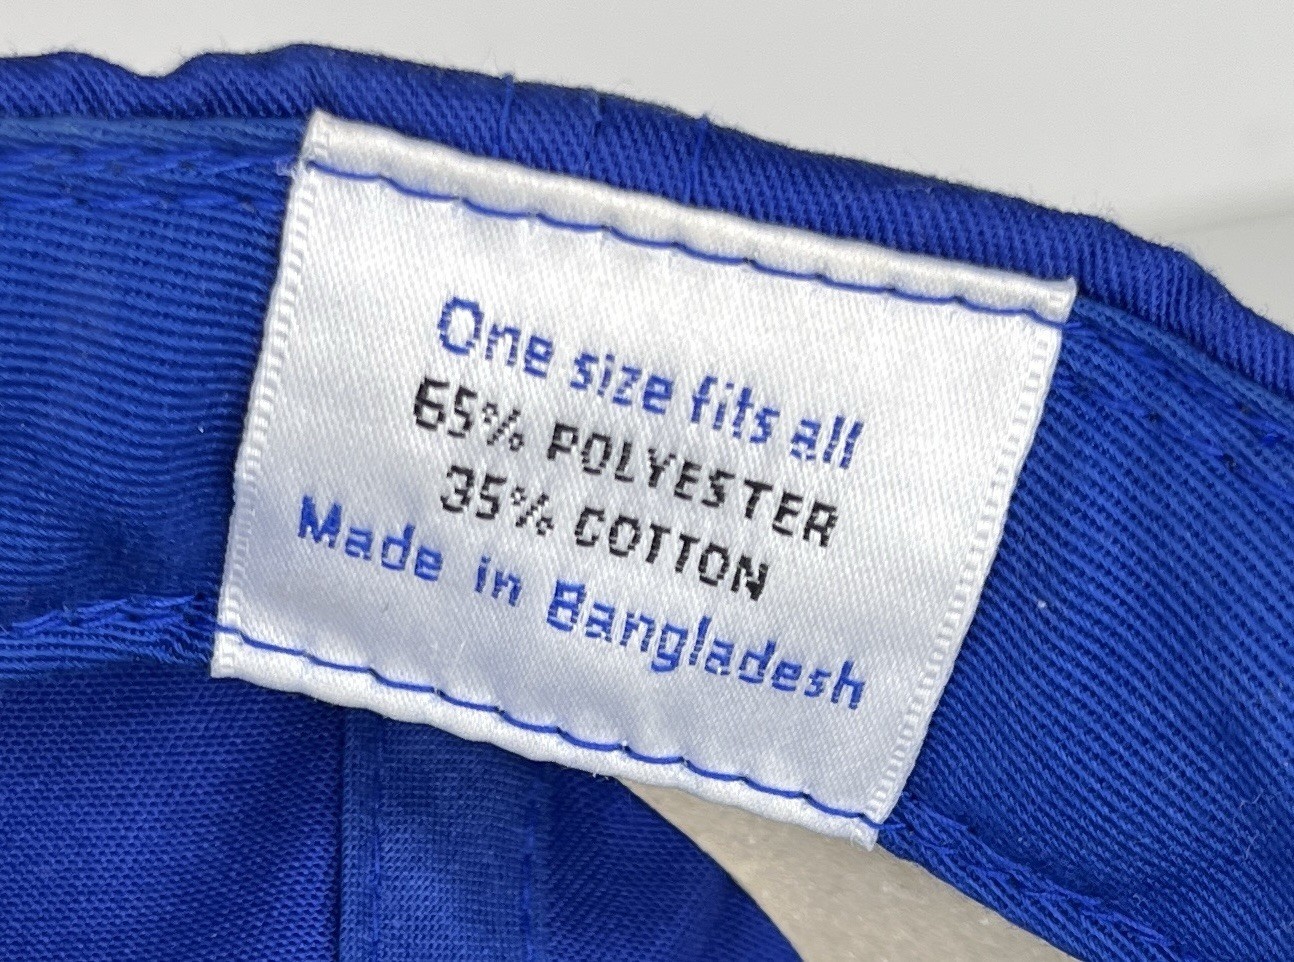 One size fits all
65% POLYESTER
35% COTTON
Made in Bangladesh